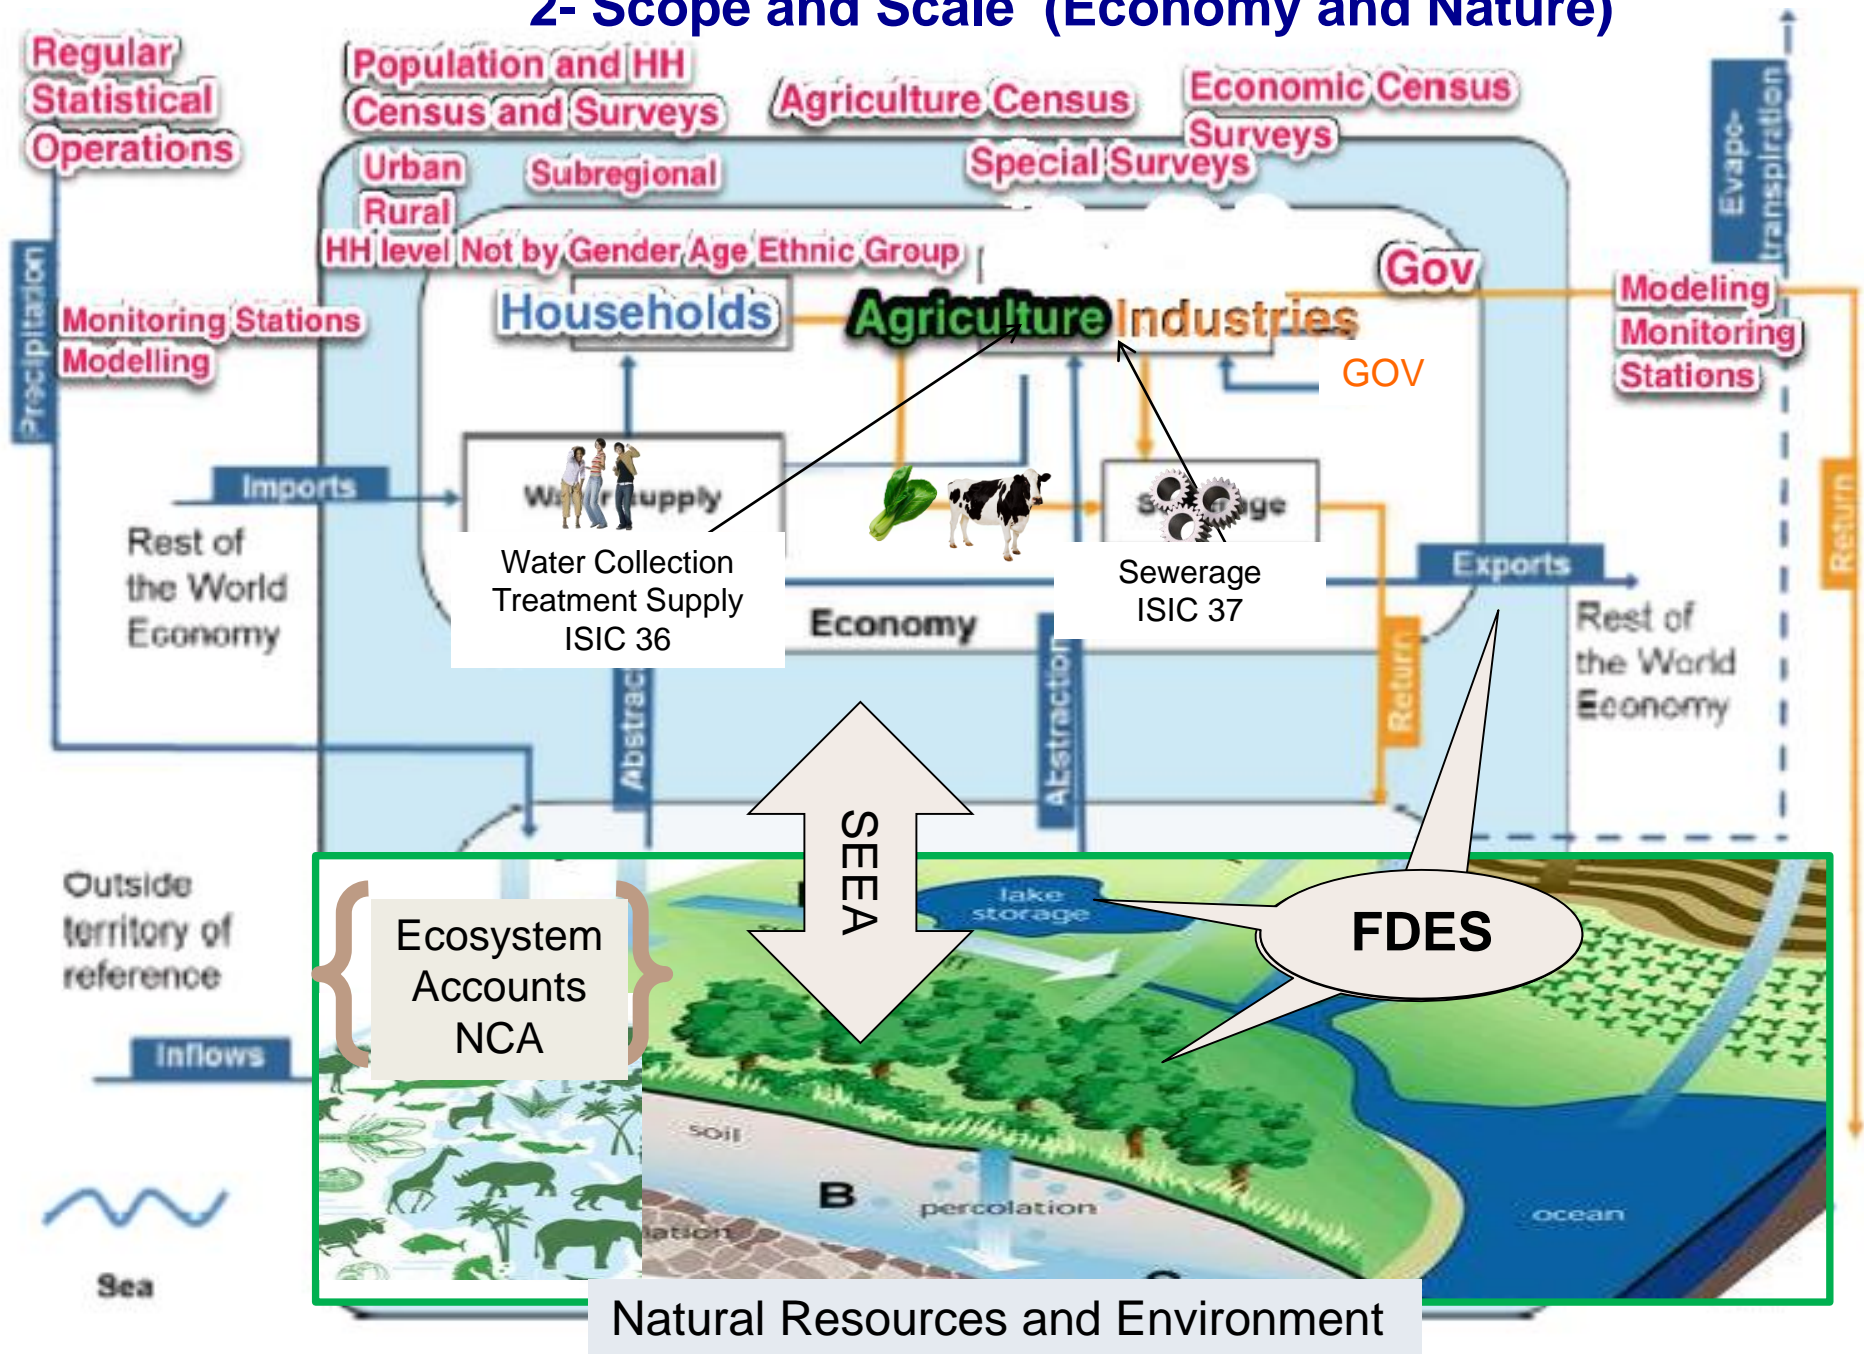 2- Scope and Scale (Economy and Nature)
Regular
Statistical
Operations
Population and HH
Census and Surveys
Agriculture Census
Economic Census
Surveys
Special Surveys
Urban
Rural
Subregional
HH level Not by Gender Age Ethnic Group
Evapo-
transpiration
Precipitation
Monitoring Stations
Modelling
Households
Agriculture
Industries
Gov
GOV
Modeling
Monitoring
Stations
Imports
Rest of
the World
Economy
supply
Water Collection
Treatment Supply
ISIC 36
Sewerage
ISIC 37
Economy
Exports
Rest of
the World
Economy
Return
Return
Abstraction
SEEA
FDES
Outside
territory of
reference
Inflows
Sea
Ecosystem
Accounts
NCA
lake
storage
soil
B
percolation
ocean
Natural Resources and Environment